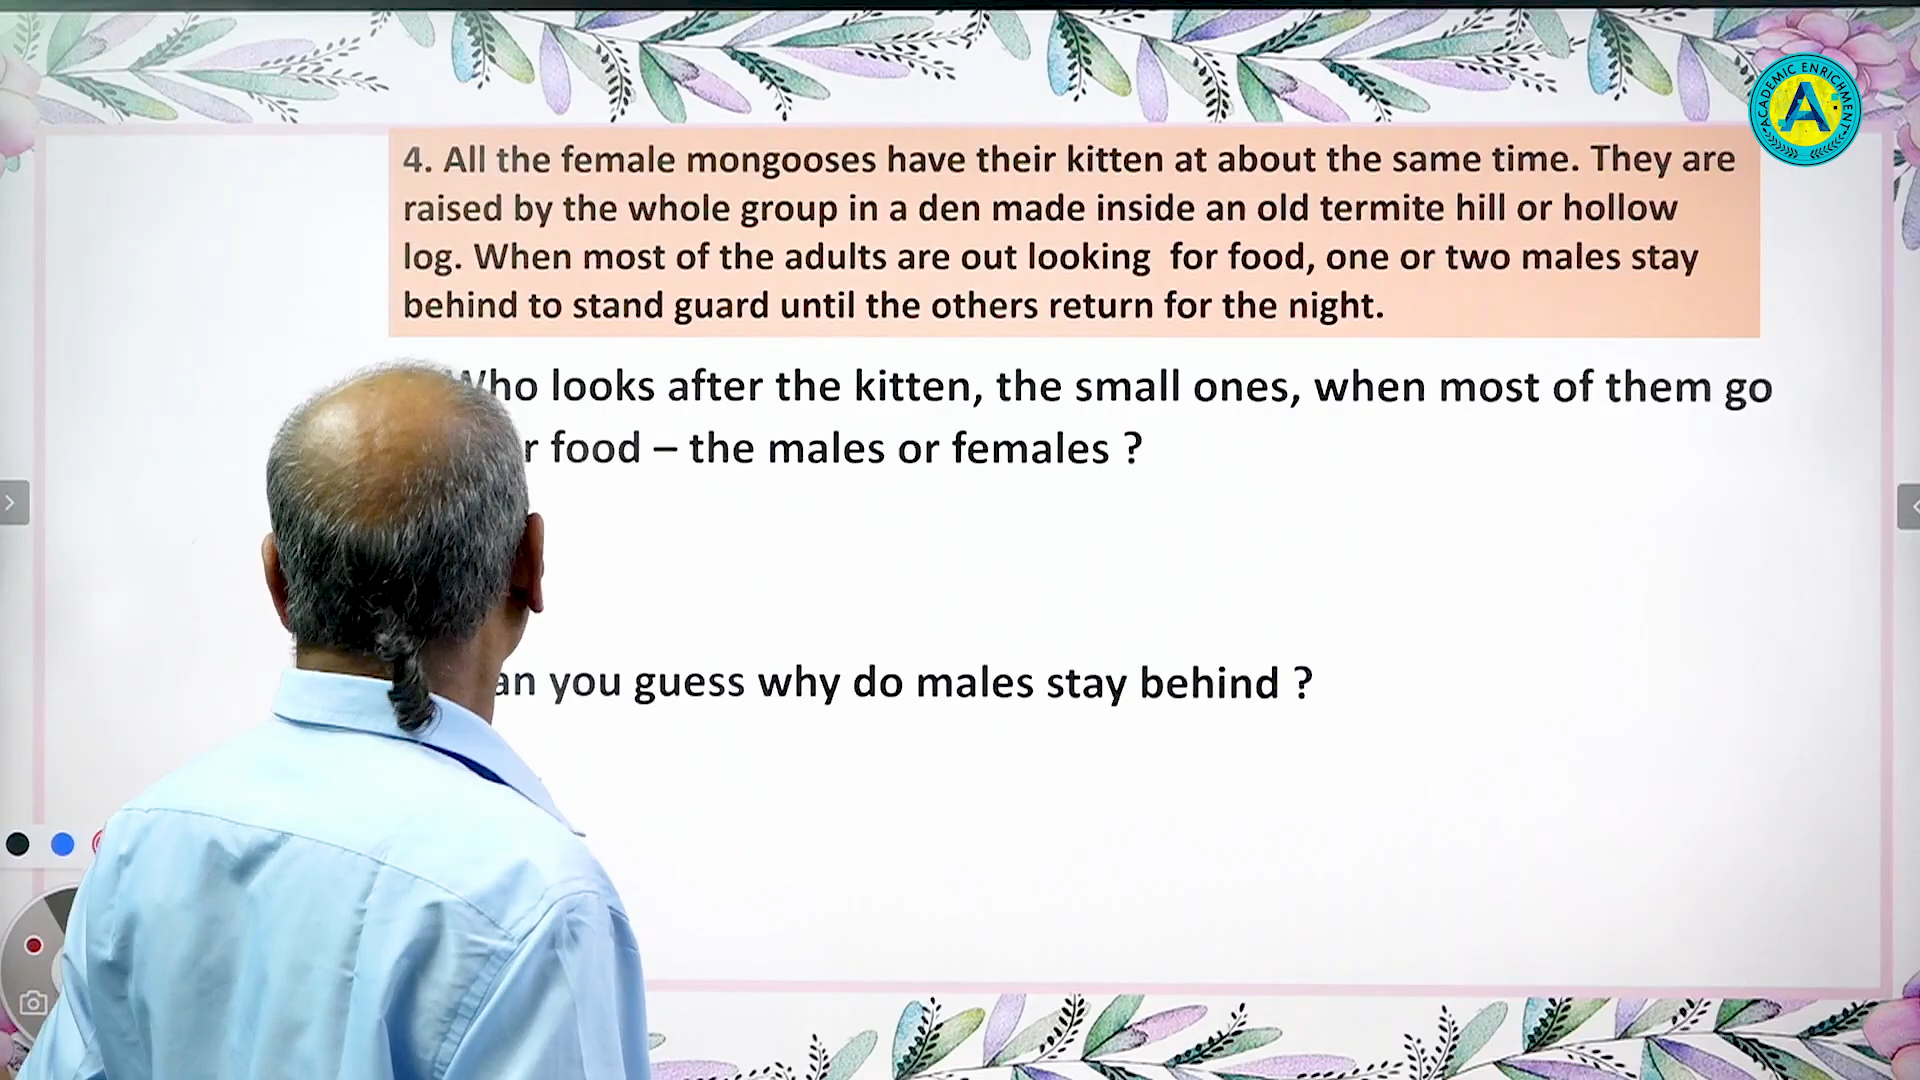 4. All the female mongooses have their kitten at about the same time. They are
raised by the whole group in a den made inside an old termite hill or hollow
log. When most of the adults are out looking for food, one or two males stay
behind to stand guard until the others return for the night.
Who looks after the kitten, the small ones, when most of them go
food – the males or females ?
you guess why do males stay behind ?
ACADEMIC ENRICHMENT
A